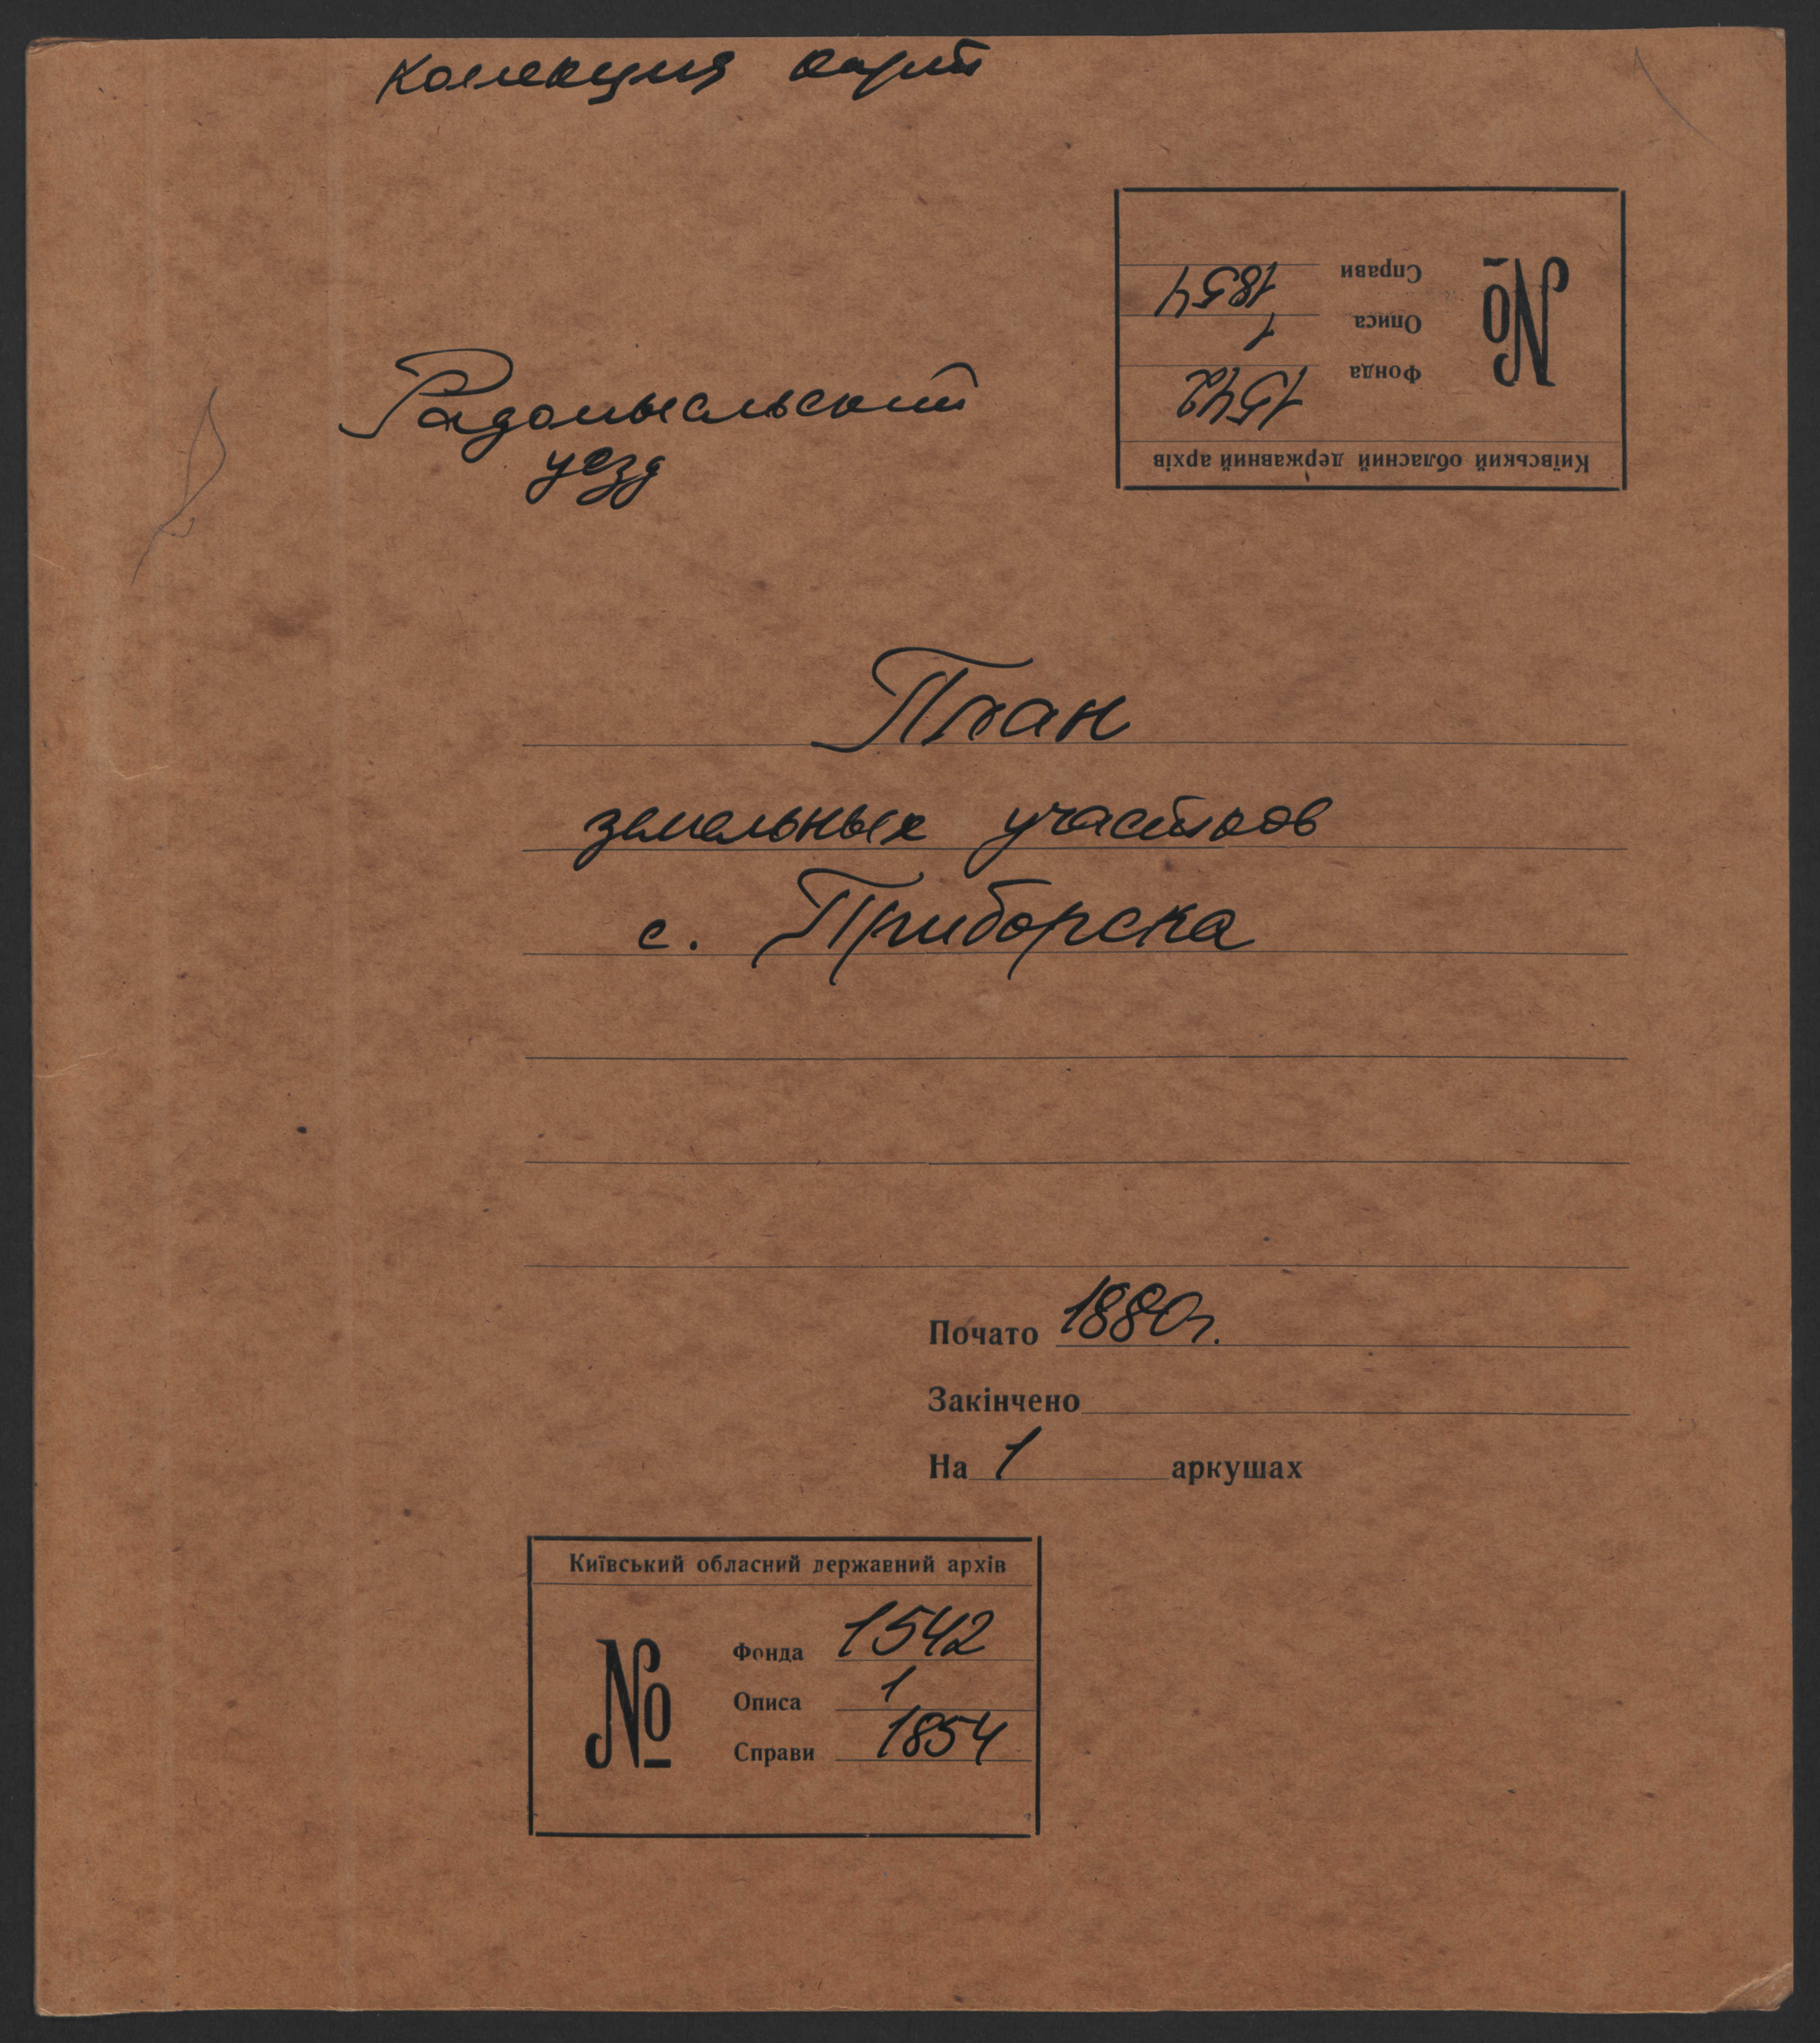 коллекция карт
Київський обласний державний архів
№
Фонда 1542
Описа 1
Справи 1854
Радомысльский
уезд
План
земельных участков
с. Приборска
Почато 1880г.
Закінчено
На 1 аркушах
Київський обласний державний архів
№
Фонда 1542
Описа 1
Справи 1854